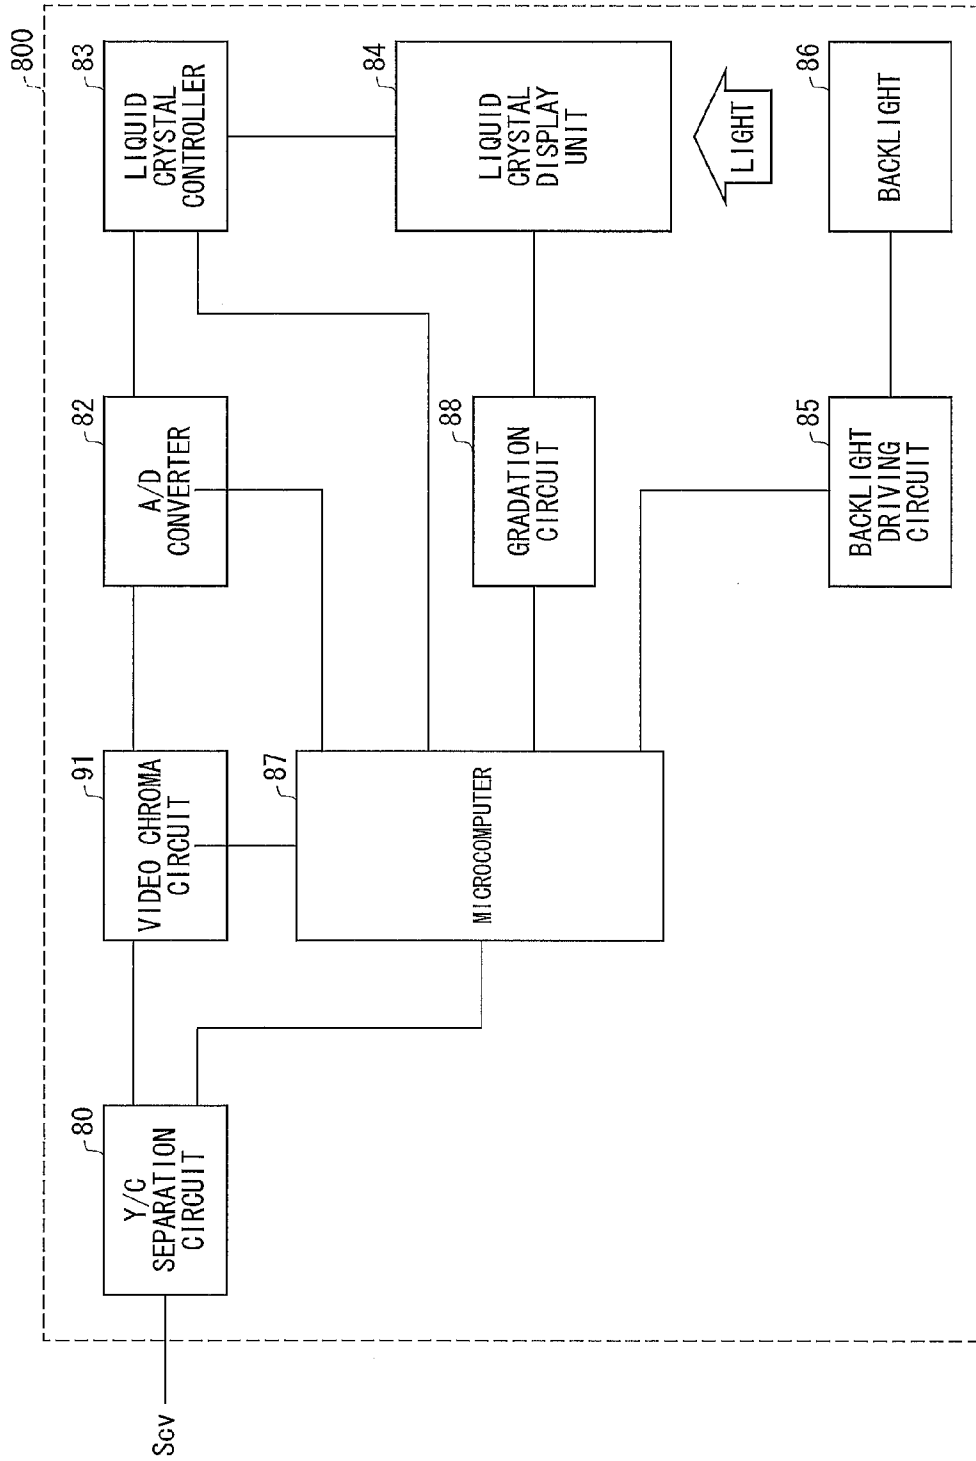 800
Scv
80
Y/C
SEPARATION
CIRCUIT
91
VIDEO CHROMA
CIRCUIT
82
A/D
CONVERTER
83
LIQUID
CRYSTAL
CONTROLLER
87
MICROCOMPUTER
88
GRADATION
CIRCUIT
84
LIQUID
CRYSTAL
DISPLAY
UNIT
LIGHT
85
BACKLIGHT
DRIVING
CIRCUIT
86
BACKLIGHT